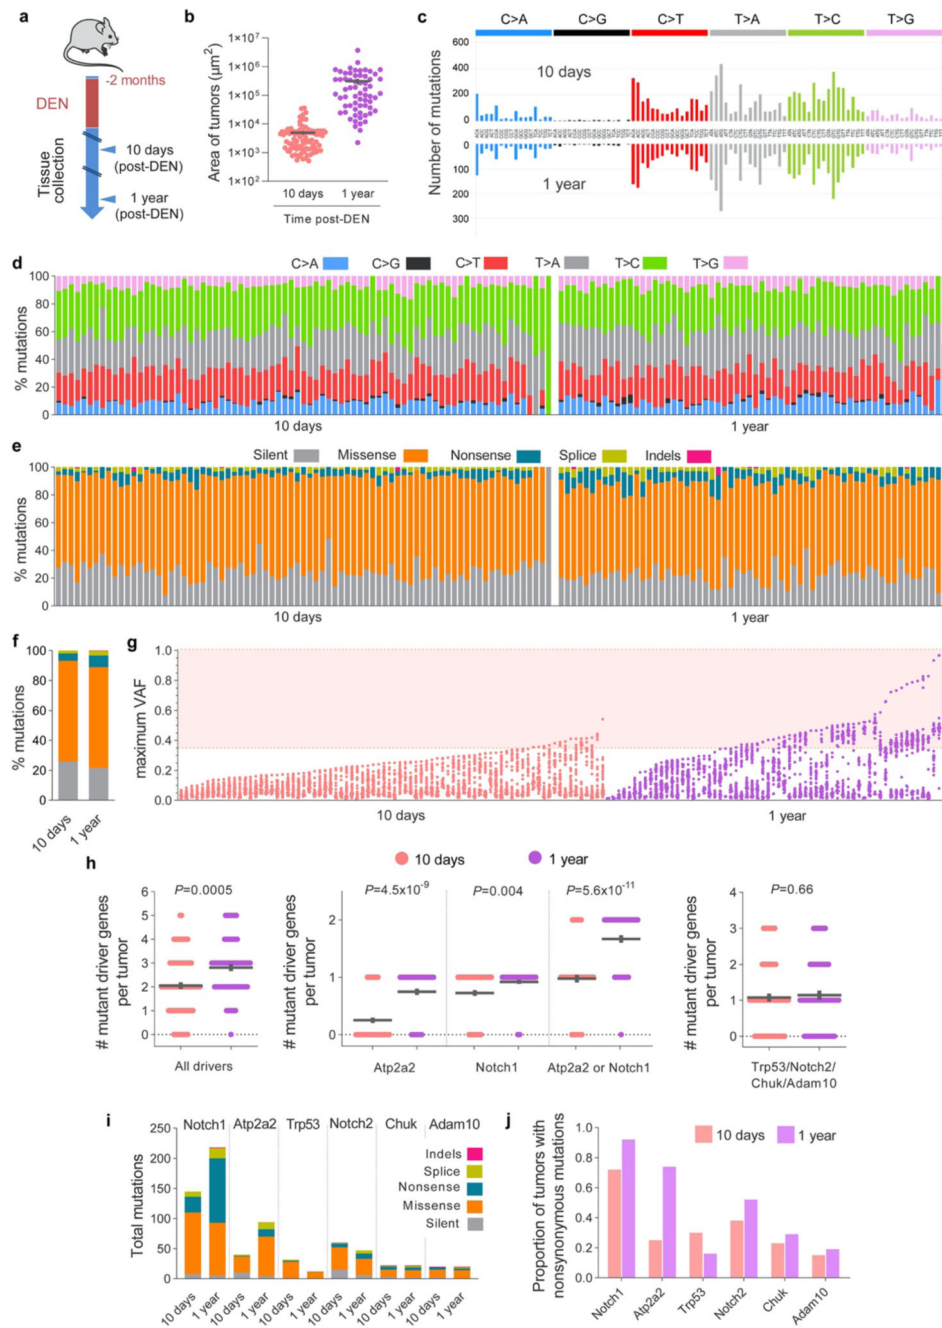 a
-2 months
DEN
Tissue
collection
10 days
(post-DEN)
1 year
(post-DEN)
b
Area of tumors (µm²)
1×10⁷
1×10⁶
1×10⁵
1×10⁴
1×10³
1×10²
10 days 1 year
Time post-DEN
c
C>A C>G C>T T>A T>C T>G
Number of mutations
600
400
200
0
100
200
300
10 days
1 year
d
C>A C>G C>T T>A T>C T>G
% mutations
100
80
60
40
20
0
10 days 1 year
e
Silent Missense Nonsense Splice Indels
% mutations
100
80
60
40
20
0
10 days 1 year
f
% mutations
100
80
60
40
20
0
10 days
1 year
g
maximum VAF
1.0
0.8
0.6
0.4
0.2
0.0
10 days 1 year
h
10 days 1 year
# mutant driver genes
per tumor
P=0.0005
6
5
4
3
2
1
0
All drivers
# mutant driver genes
per tumor
P=4.5x10⁻⁹ P=0.004 P=5.6x10⁻¹¹
2
1
0
Atp2a2 Notch1 Atp2a2 or Notch1
# mutant driver genes
per tumor
P=0.66
4
3
2
1
0
Trp53/Notch2/
Chuk/Adam10
i
Notch1 Atp2a2 Trp53 Notch2 Chuk Adam10
Total mutations
250
200
150
100
50
0
Indels
Splice
Nonsense
Missense
Silent
10 days 1 year 10 days 1 year 10 days 1 year 10 days 1 year 10 days 1 year 10 days 1 year
j
Proportion of tumors with
nonsynonymous mutations
1.0
0.8
0.6
0.4
0.2
0.0
10 days 1 year
Notch1 Atp2a2 Trp53 Notch2 Chuk Adam10